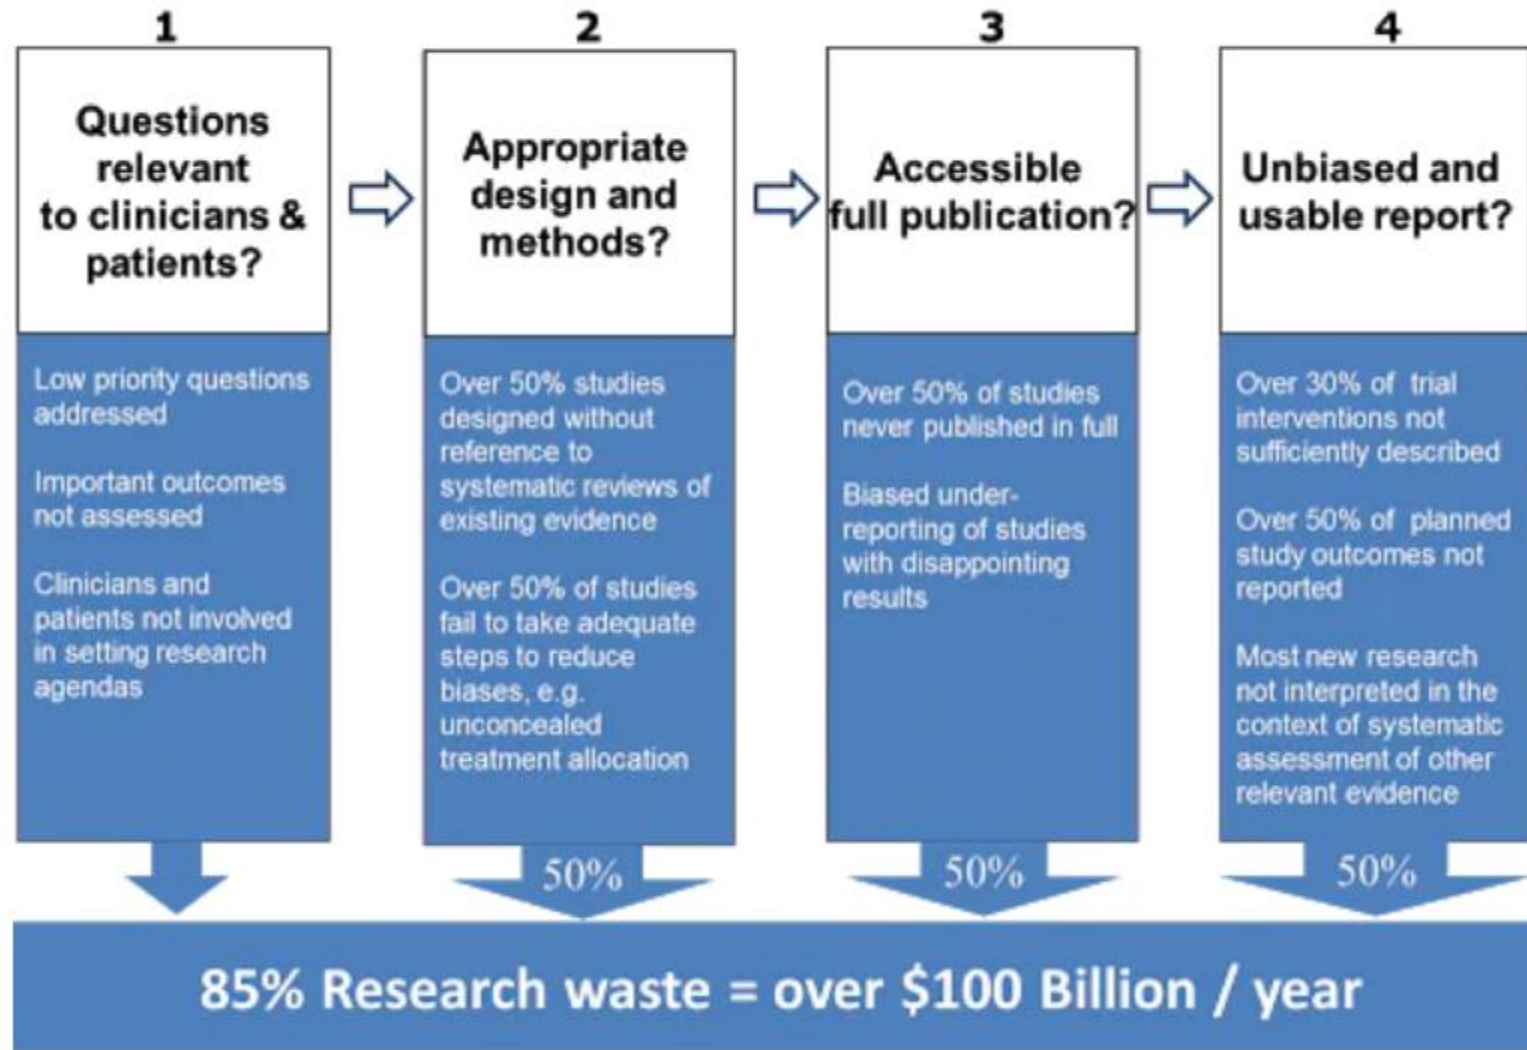 1
Questions
relevant
to clinicians &
patients?
Low priority questions
addressed
Important outcomes
not assessed
Clinicians and
patients not involved
in setting research
agendas
2
Appropriate
design and
methods?
Over 50% studies
designed without
reference to
systematic reviews of
existing evidence
Over 50% of studies
fail to take adequate
steps to reduce
biases, e.g.
unconcealed
treatment allocation
50%
3
Accessible
full publication?
Over 50% of studies
never published in full
Biased under-
reporting of studies
with disappointing
results
50%
4
Unbiased and
usable report?
Over 30% of trial
interventions not
sufficiently described
Over 50% of planned
study outcomes not
reported
Most new research
not interpreted in the
context of systematic
assessment of other
relevant evidence
50%
85% Research waste = over $100 Billion / year